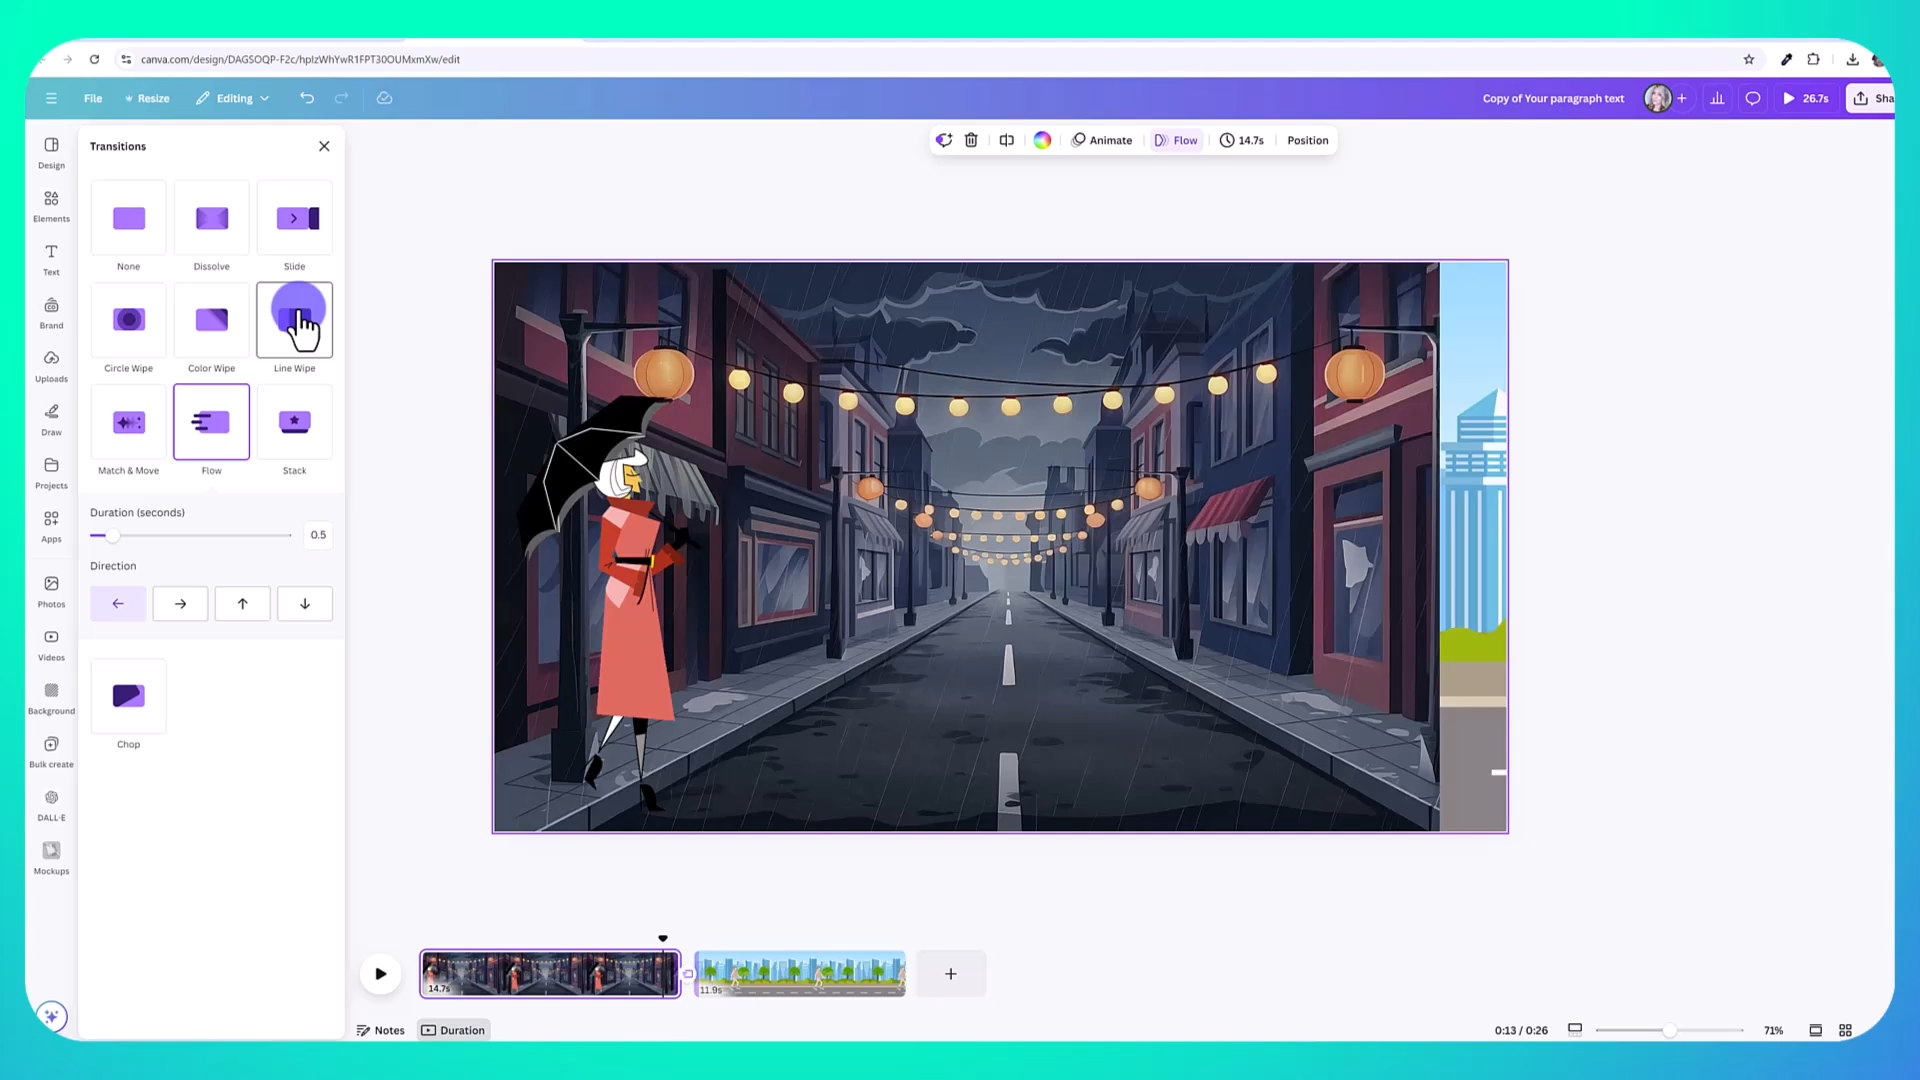 canva.com/design/DAGSOQP-F2c/hpIzWhYwR1FPT30OUMxmXw/edit
File
Resize
Editing
Copy of Your paragraph text
26.7s
Sha
Design
Elements
Text
Brand
Uploads
Draw
Projects
Apps
Photos
Videos
Background
Bulk create
DALL·E
Mockups
Transitions
None
Dissolve
Slide
Circle Wipe
Color Wipe
Line Wipe
Match & Move
Flow
Stack
Duration (seconds)
0.5
Direction
Chop
Animate
Flow
14.7s
Position
14.7s
11.9s
Notes
Duration
0:13 / 0:26
71%